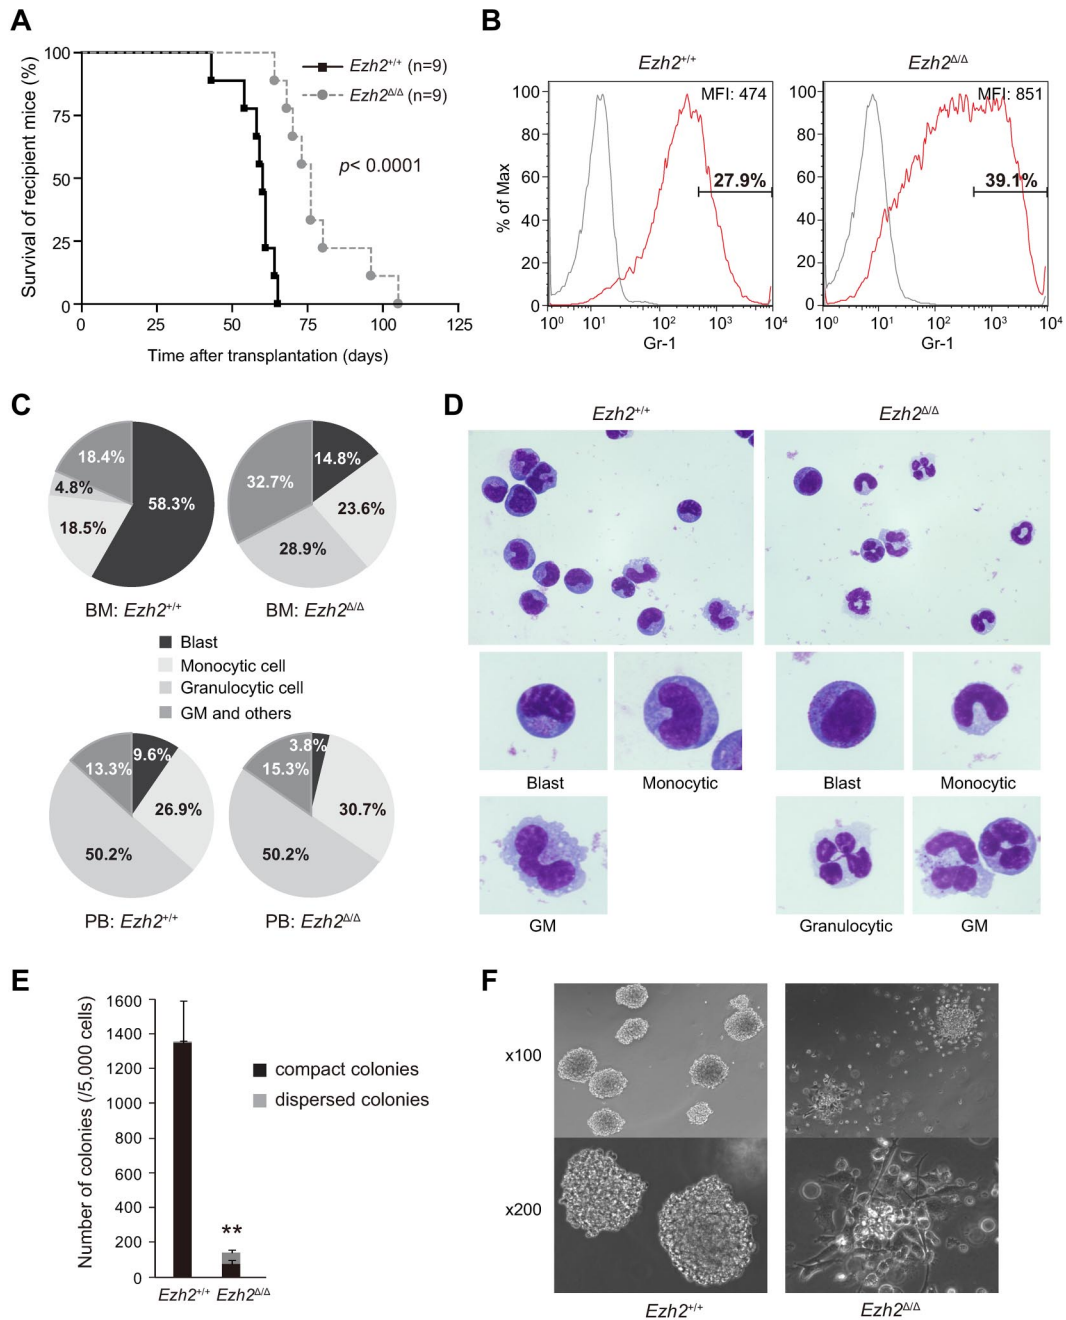 A
Survival of recipient mice (%)
100
75
50
25
0
0 25 50 75 100 125
Time after transplantation (days)
Ezh2+/+ (n=9)
Ezh2Δ/Δ (n=9)
p< 0.0001
B
Ezh2+/+
Ezh2Δ/Δ
% of Max
100
80
60
40
20
0
MFI: 474
27.9%
10⁰ 10¹ 10² 10³ 10⁴
Gr-1
100
80
60
40
20
0
MFI: 851
39.1%
10⁰ 10¹ 10² 10³ 10⁴
Gr-1
C
18.4%
4.8%
18.5%
58.3%
BM: Ezh2+/+
14.8%
32.7%
23.6%
28.9%
BM: Ezh2Δ/Δ
Blast
Monocytic cell
Granulocytic cell
GM and others
9.6%
13.3%
26.9%
50.2%
PB: Ezh2+/+
3.8%
15.3%
30.7%
50.2%
PB: Ezh2Δ/Δ
D
Ezh2+/+
Ezh2Δ/Δ
Blast
Monocytic
Blast
Monocytic
GM
Granulocytic
GM
E
Number of colonies (/5,000 cells)
1600
1400
1200
1000
800
600
400
200
0
**
compact colonies
dispersed colonies
Ezh2+/+ Ezh2Δ/Δ
F
x100
x200
Ezh2+/+
Ezh2Δ/Δ